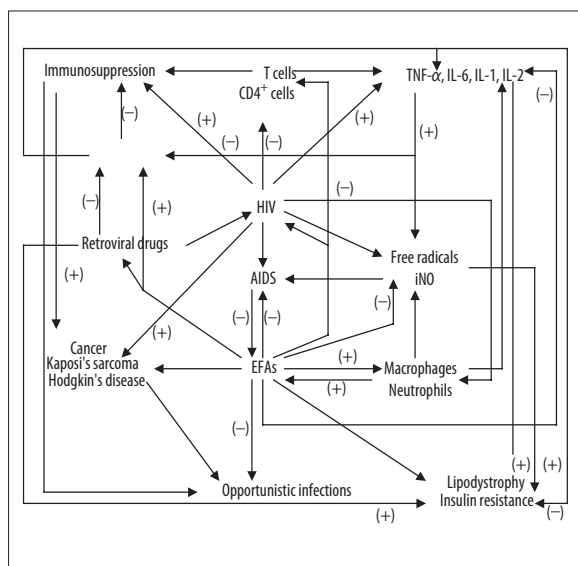 Immunosuppression
T cells
CD4+ cells
TNF-α, IL-6, IL-1, IL-2
(–)
(–)
(+)
(–)
(–)
(+)
(+)
(–)
(–)
(+)
HIV
Retroviral drugs
Free radicals
iNO
(+)
AIDS
(–)
(–)
(–)
(+)
Cancer
Kaposi's sarcoma
Hodgkin's disease
EFAs
(+)
(+)
Macrophages
Neutrophils
(–)
(+)
(+)
Opportunistic infections
Lipodystrophy
Insulin resistance
(+)
(–)